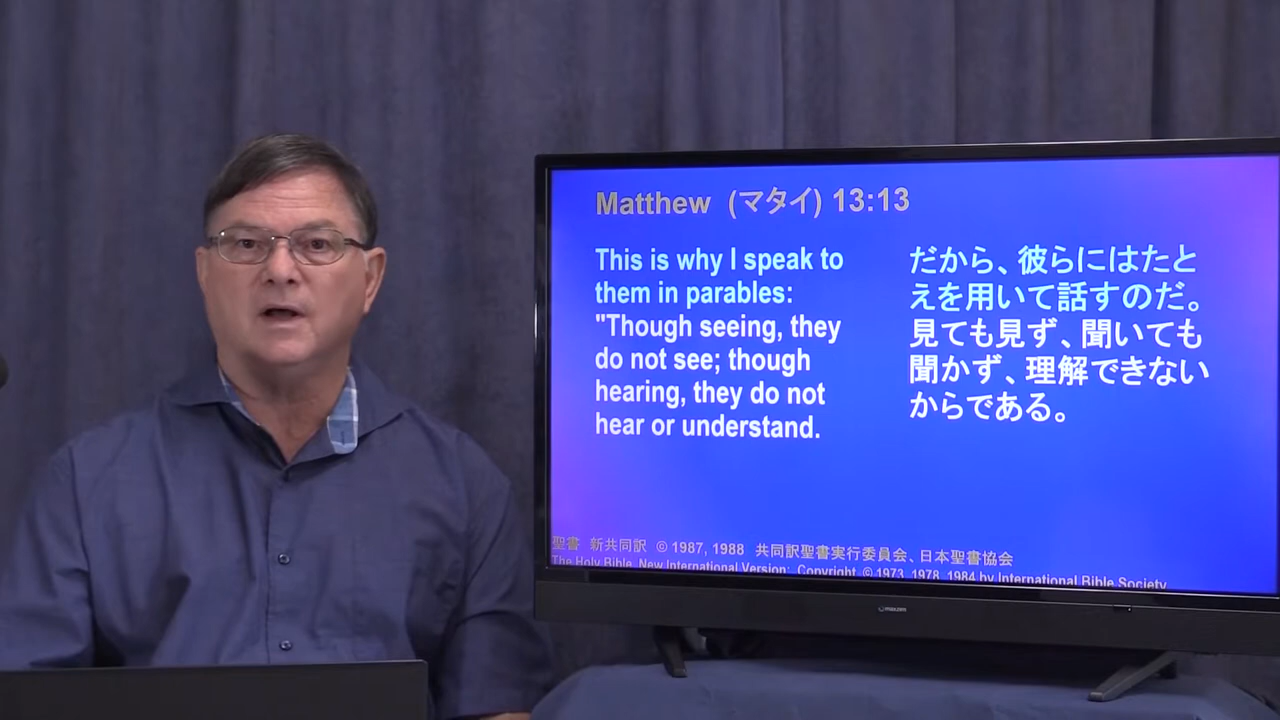 Matthew (マタイ) 13:13
This is why I speak to
them in parables:
"Though seeing, they
do not see; though
hearing, they do not
hear or understand.
だから、彼らにはたと
えを用いて話すのだ。
見ても見ず、聞いても
聞かず、理解できない
からである。
聖書 新共同訳 © 1987, 1988 共同訳聖書実行委員会、日本聖書協会
The Holy Bible, New International Version; Copyright © 1973, 1978, 1984 by International Bible Society
maxzen